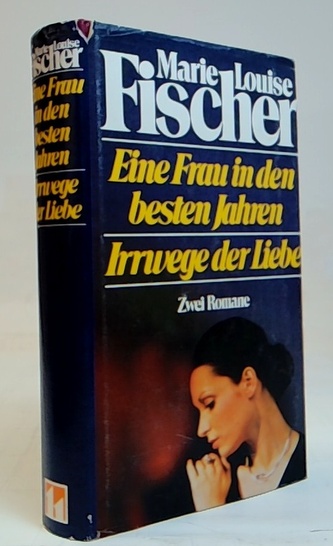 Marie Louise
Fischer
Eine Frau in den
besten Jahren
Irrwege der Liebe
Zwei Romane
Marie Louise
Fischer
Eine Frau
in den
besten
Jahren
Irrwege
der Liebe